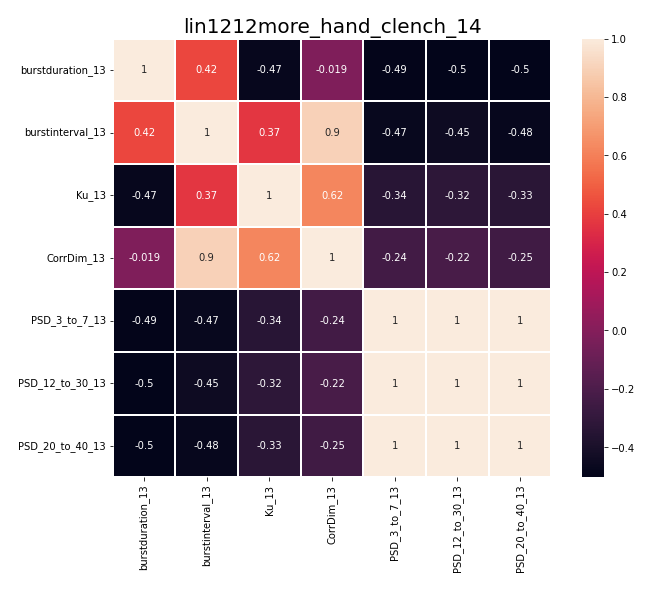 lin1212more_hand_clench_14
burstduration_13 1 0.42 -0.47 -0.019 -0.49 -0.5 -0.5
burstinterval_13 0.42 1 0.37 0.9 -0.47 -0.45 -0.48
Ku_13 -0.47 0.37 1 0.62 -0.34 -0.32 -0.33
CorrDim_13 -0.019 0.9 0.62 1 -0.24 -0.22 -0.25
PSD_3_to_7_13 -0.49 -0.47 -0.34 -0.24 1 1 1
PSD_12_to_30_13 -0.5 -0.45 -0.32 -0.22 1 1 1
PSD_20_to_40_13 -0.5 -0.48 -0.33 -0.25 1 1 1
burstduration_13
burstinterval_13
Ku_13
CorrDim_13
PSD_3_to_7_13
PSD_12_to_30_13
PSD_20_to_40_13
1.0
0.8
0.6
0.4
0.2
0.0
−0.2
−0.4